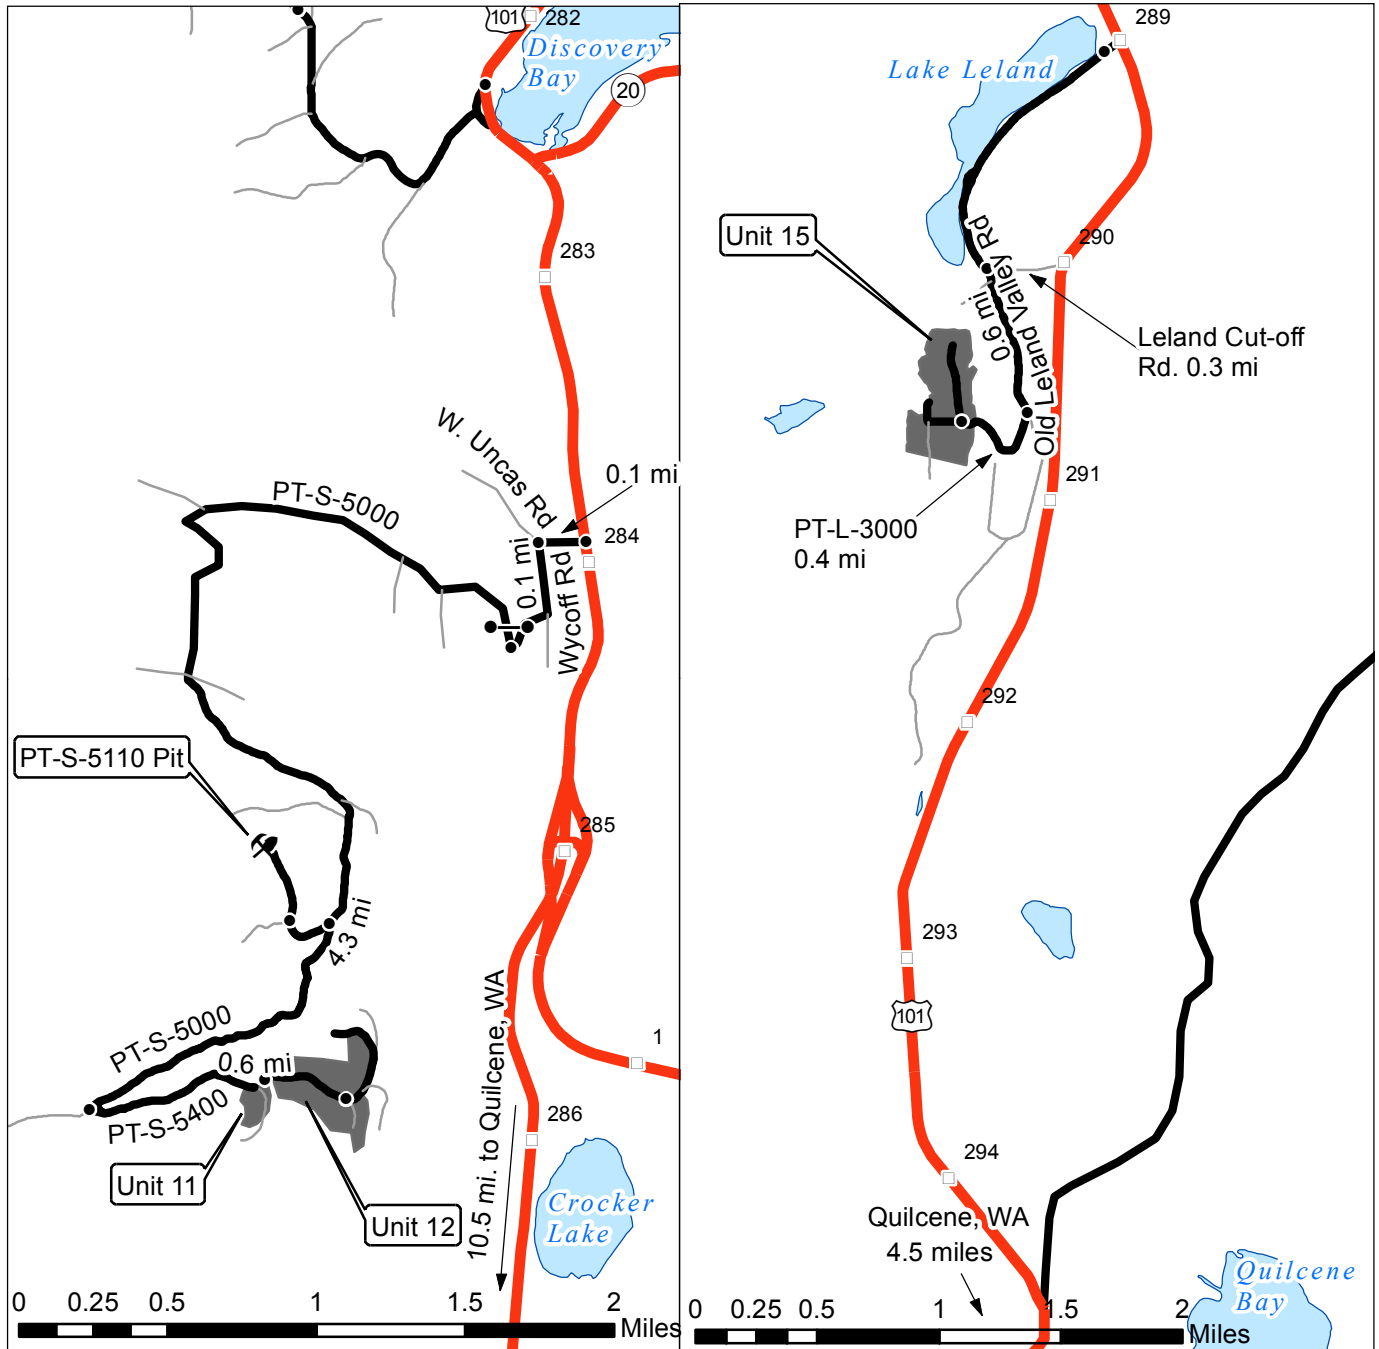 101
282
Discovery
Bay
20
283
W. Uncas Rd
0.1 mi
PT-S-5000
284
0.1 mi
Wycoff Rd
PT-S-5110 Pit
285
4.3 mi
PT-S-5000
0.6 mi
PT-S-5400
1
286
10.5 mi. to Quilcene, WA
Unit 11
Unit 12
Crocker
Lake
0 0.25 0.5 1 1.5 2
Miles
289
Lake Leland
Unit 15
290
Old Leland Valley Rd
0.6 mi
Leland Cut-off
Rd. 0.3 mi
291
PT-L-3000
0.4 mi
292
293
101
294
Quilcene, WA
4.5 miles
Quilcene
Bay
0 0.25 0.5 1 1.5 2
Miles